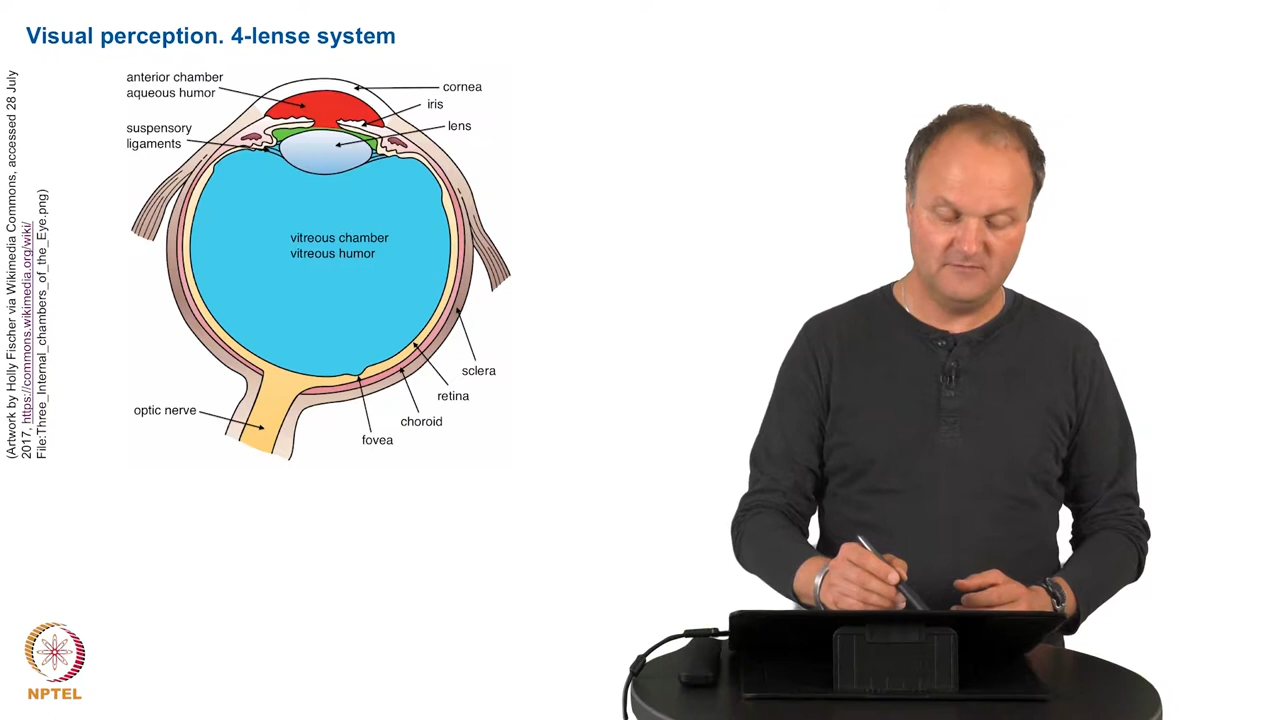 Visual perception. 4-lense system
(Artwork by Holly Fischer via Wikimedia Commons, accessed 28 July
2017, https://commons.wikimedia.org/wiki/
File:Three_Internal_chambers_of_the_Eye.png)
anterior chamber
aqueous humor
suspensory
ligaments
cornea
iris
lens
vitreous chamber
vitreous humor
sclera
retina
choroid
fovea
optic nerve
NPTEL